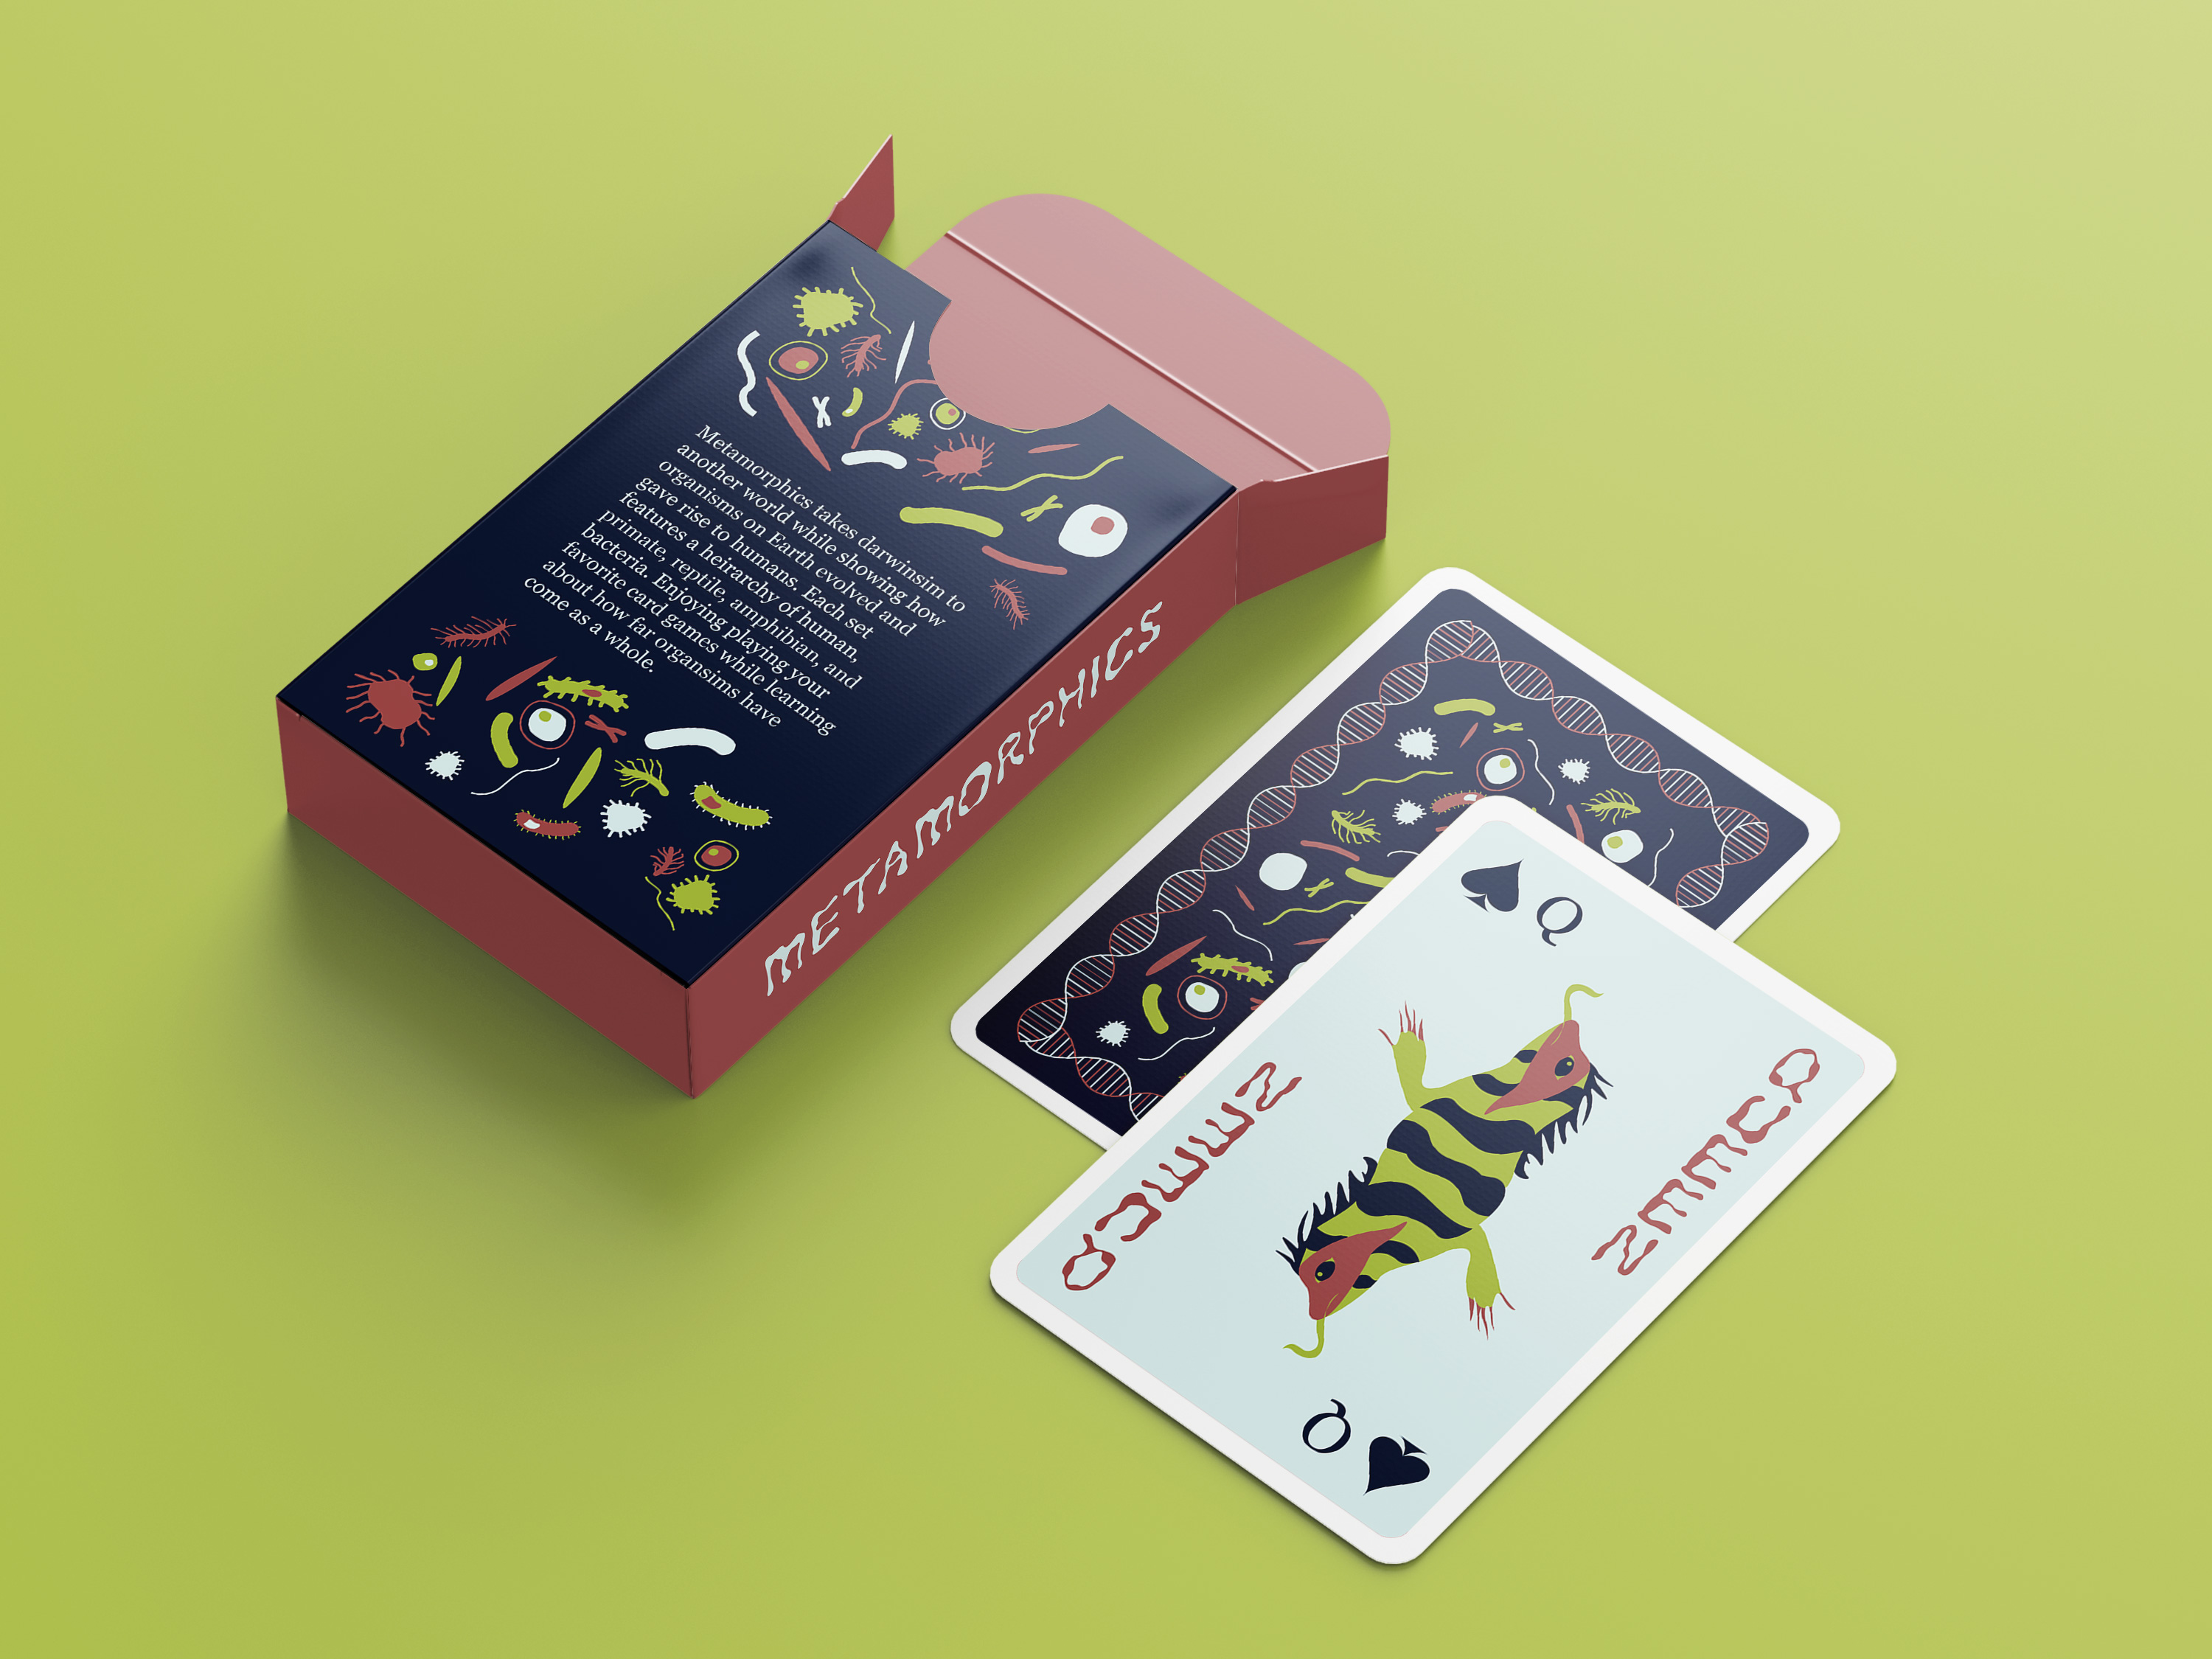 Metamorphics takes darwinsim to
another world while showing how
organisms on Earth evolved and
gave rise to humans. Each set
features a heirarchy of human,
primate, reptile, amphibian, and
bacteria. Enjoying playing your
favorite card games while learning
about how far organsims have
come as a whole.
METAMORPHICS
Q
QUEEN
QUEEN
Q